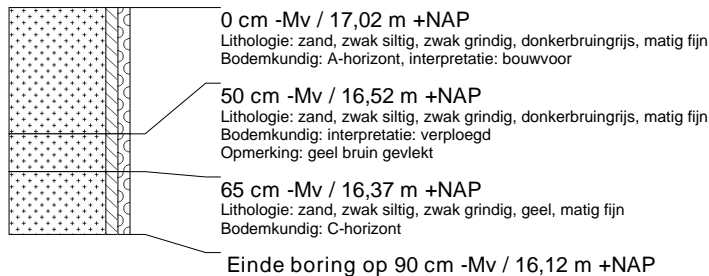 0 cm -Mv / 17,02 m +NAP
Lithologie: zand, zwak siltig, zwak grindig, donkerbruingrijs, matig fijn
Bodemkundig: A-horizont, interpretatie: bouwvoor
50 cm -Mv / 16,52 m +NAP
Lithologie: zand, zwak siltig, zwak grindig, donkerbruingrijs, matig fijn
Bodemkundig: interpretatie: verploegd
Opmerking: geel bruin gevlekt
65 cm -Mv / 16,37 m +NAP
Lithologie: zand, zwak siltig, zwak grindig, geel, matig fijn
Bodemkundig: C-horizont
Einde boring op 90 cm -Mv / 16,12 m +NAP